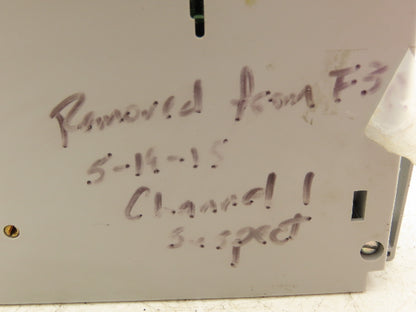 Removed from F3
5-14-15
Channel 1
suspect